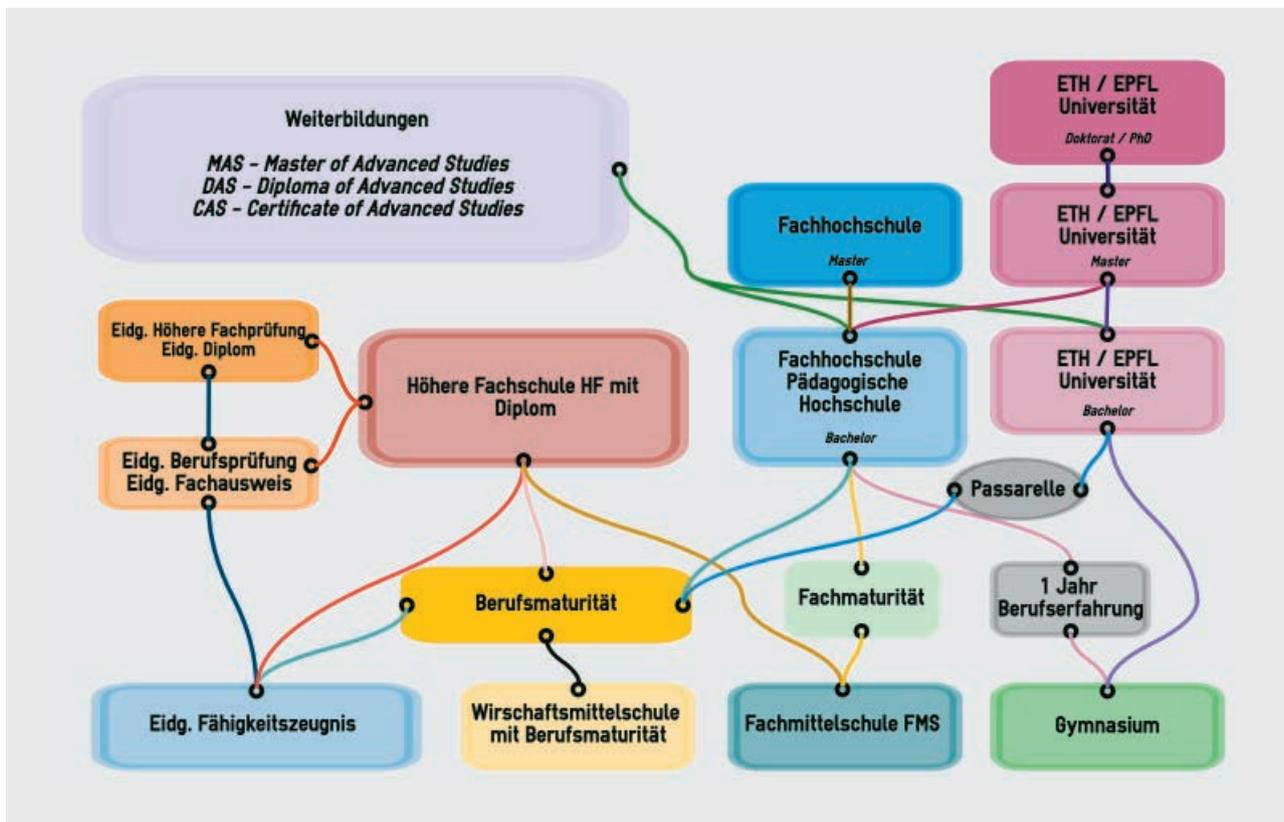 Weiterbildungen
MAS - Master of Advanced Studies
DAS - Diploma of Advanced Studies
CAS - Certificate of Advanced Studies
ETH / EPFL
Universität
Doktorat / PhD
Fachhochschule
Master
ETH / EPFL
Universität
Master
Eidg. Höhere Fachprüfung
Eidg. Diplom
Höhere Fachschule HF mit
Diplom
Fachhochschule
Pädagogische
Hochschule
Bachelor
ETH / EPFL
Universität
Bachelor
Eidg. Berufsprüfung
Eidg. Fachausweis
Passarelle
Berufsmaturität
Fachmaturität
1 Jahr
Berufserfahrung
Eidg. Fähigkeitszeugnis
Wirschaftsmittelschule
mit Berufsmaturität
Fachmittelschule FMS
Gymnasium